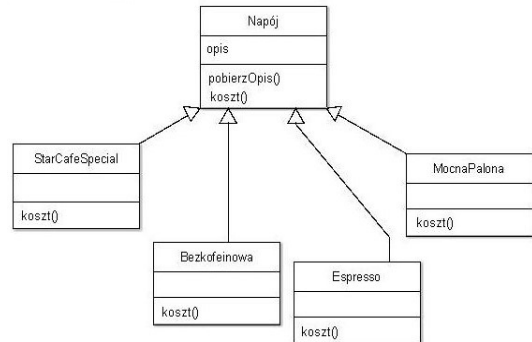 Napój
opis
pobierzOpis()
koszt()
StarCafeSpecial
koszt()
MocnaPalona
koszt()
Bezkofeinowa
koszt()
Espresso
koszt()